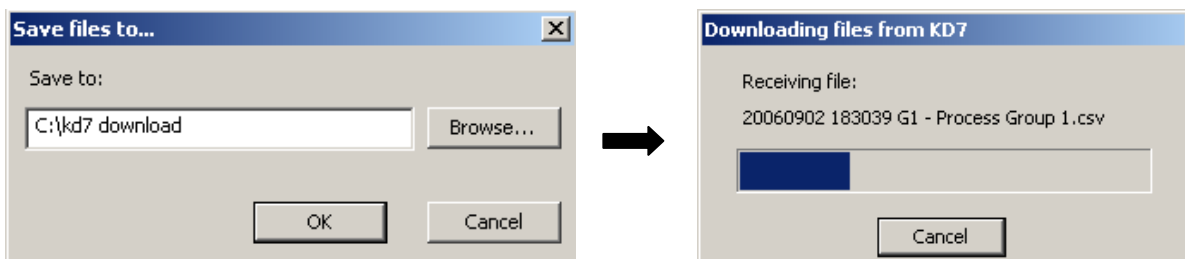 Save files to...
Save to:
C:\kd7 download
Browse...
OK
Cancel
Downloading files from KD7
Receiving file:
20060902 183039 G1 - Process Group 1.csv
Cancel